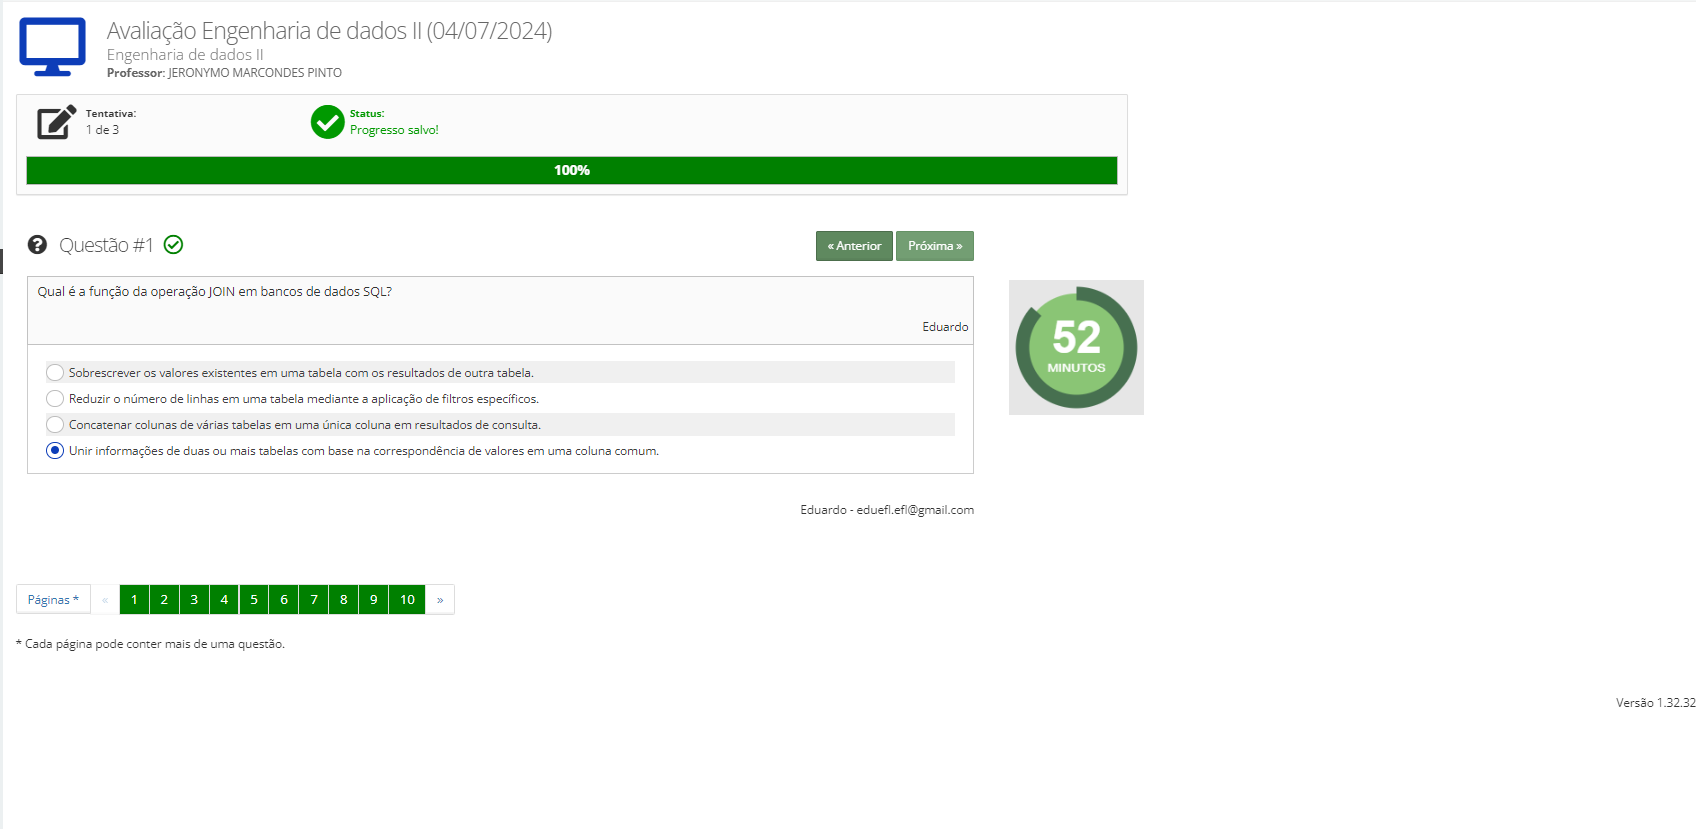 Avaliação Engenharia de dados II (04/07/2024)
Engenharia de dados II
Professor: JERONYMO MARCONDES PINTO
Tentativa:
1 de 3
Status:
Progresso salvo!
100%
Questão #1
« Anterior
Próxima »
Qual é a função da operação JOIN em bancos de dados SQL?
Eduardo
52
MINUTOS
Sobrescrever os valores existentes em uma tabela com os resultados de outra tabela.
Reduzir o número de linhas em uma tabela mediante a aplicação de filtros específicos.
Concatenar colunas de várias tabelas em uma única coluna em resultados de consulta.
Unir informações de duas ou mais tabelas com base na correspondência de valores em uma coluna comum.
Eduardo - eduefl.efl@gmail.com
Páginas * « 1 2 3 4 5 6 7 8 9 10 »
* Cada página pode conter mais de uma questão.
Versão 1.32.32